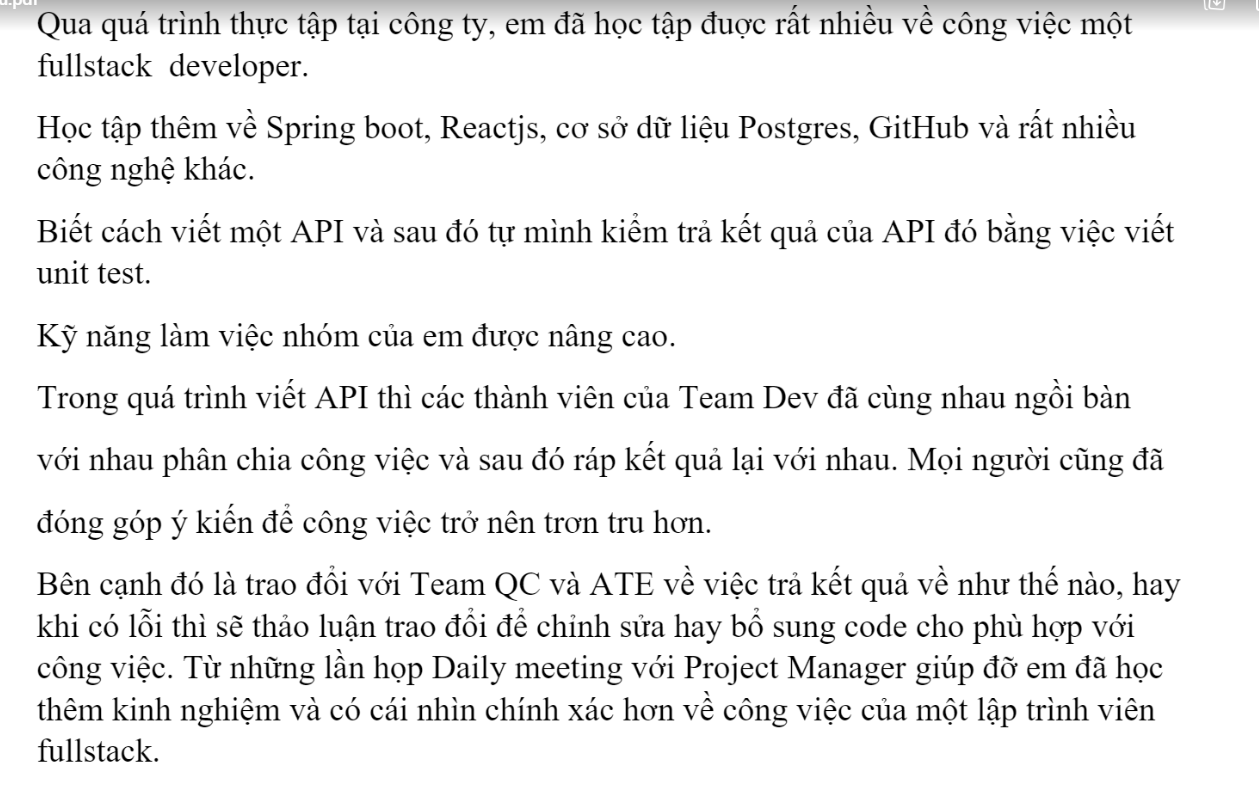 Qua quá trình thực tập tại công ty, em đã học tập đuợc rất nhiều về công việc một
fullstack developer.
Học tập thêm về Spring boot, Reactjs, cơ sở dữ liệu Postgres, GitHub và rất nhiều
công nghệ khác.
Biết cách viết một API và sau đó tự mình kiểm trả kết quả của API đó bằng việc viết
unit test.
Kỹ năng làm việc nhóm của em được nâng cao.
Trong quá trình viết API thì các thành viên của Team Dev đã cùng nhau ngồi bàn
với nhau phân chia công việc và sau đó ráp kết quả lại với nhau. Mọi người cũng đã
đóng góp ý kiến để công việc trở nên trơn tru hơn.
Bên cạnh đó là trao đổi với Team QC và ATE về việc trả kết quả về như thế nào, hay
khi có lỗi thì sẽ thảo luận trao đổi để chỉnh sửa hay bổ sung code cho phù hợp với
công việc. Từ những lần họp Daily meeting với Project Manager giúp đỡ em đã học
thêm kinh nghiệm và có cái nhìn chính xác hơn về công việc của một lập trình viên
fullstack.